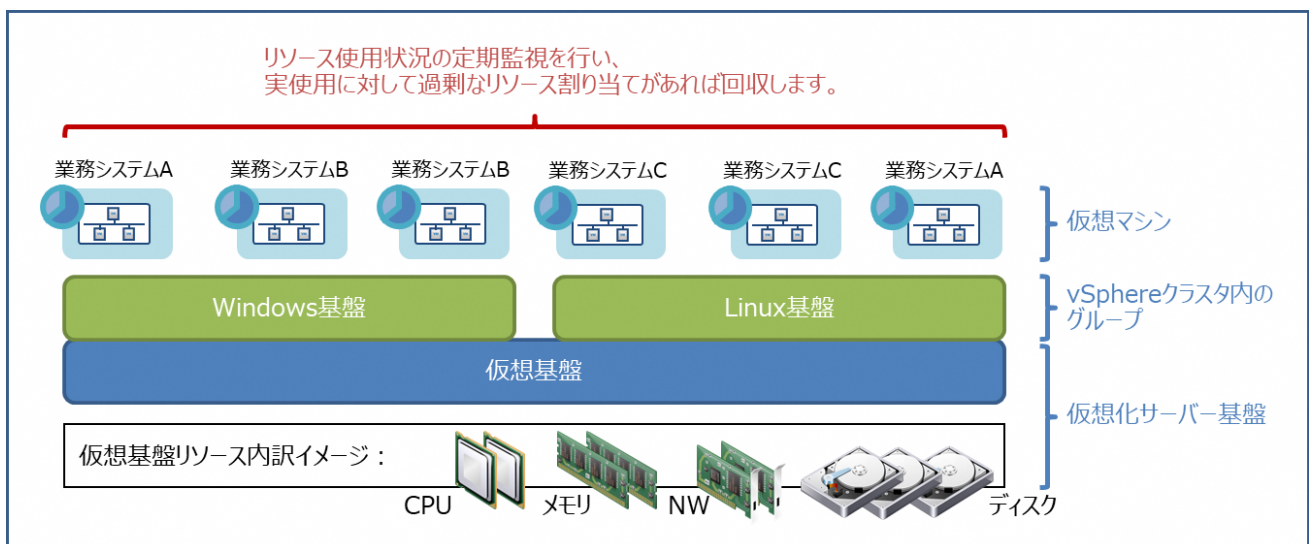 リソース使用状況の定期監視を行い、
実使用に対して過剰なリソース割り当てがあれば回収します。
業務システムA
業務システムB
業務システムB
業務システムC
業務システムC
業務システムA
仮想マシン
Windows基盤
Linux基盤
vSphereクラスタ内の
グループ
仮想基盤
仮想化サーバー基盤
仮想基盤リソース内訳イメージ：
CPU
メモリ
NW
ディスク